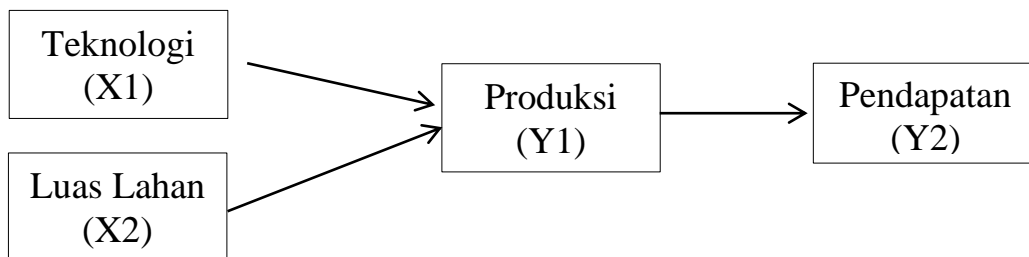 Teknologi
(X1)
Luas Lahan
(X2)
Produksi
(Y1)
Pendapatan
(Y2)